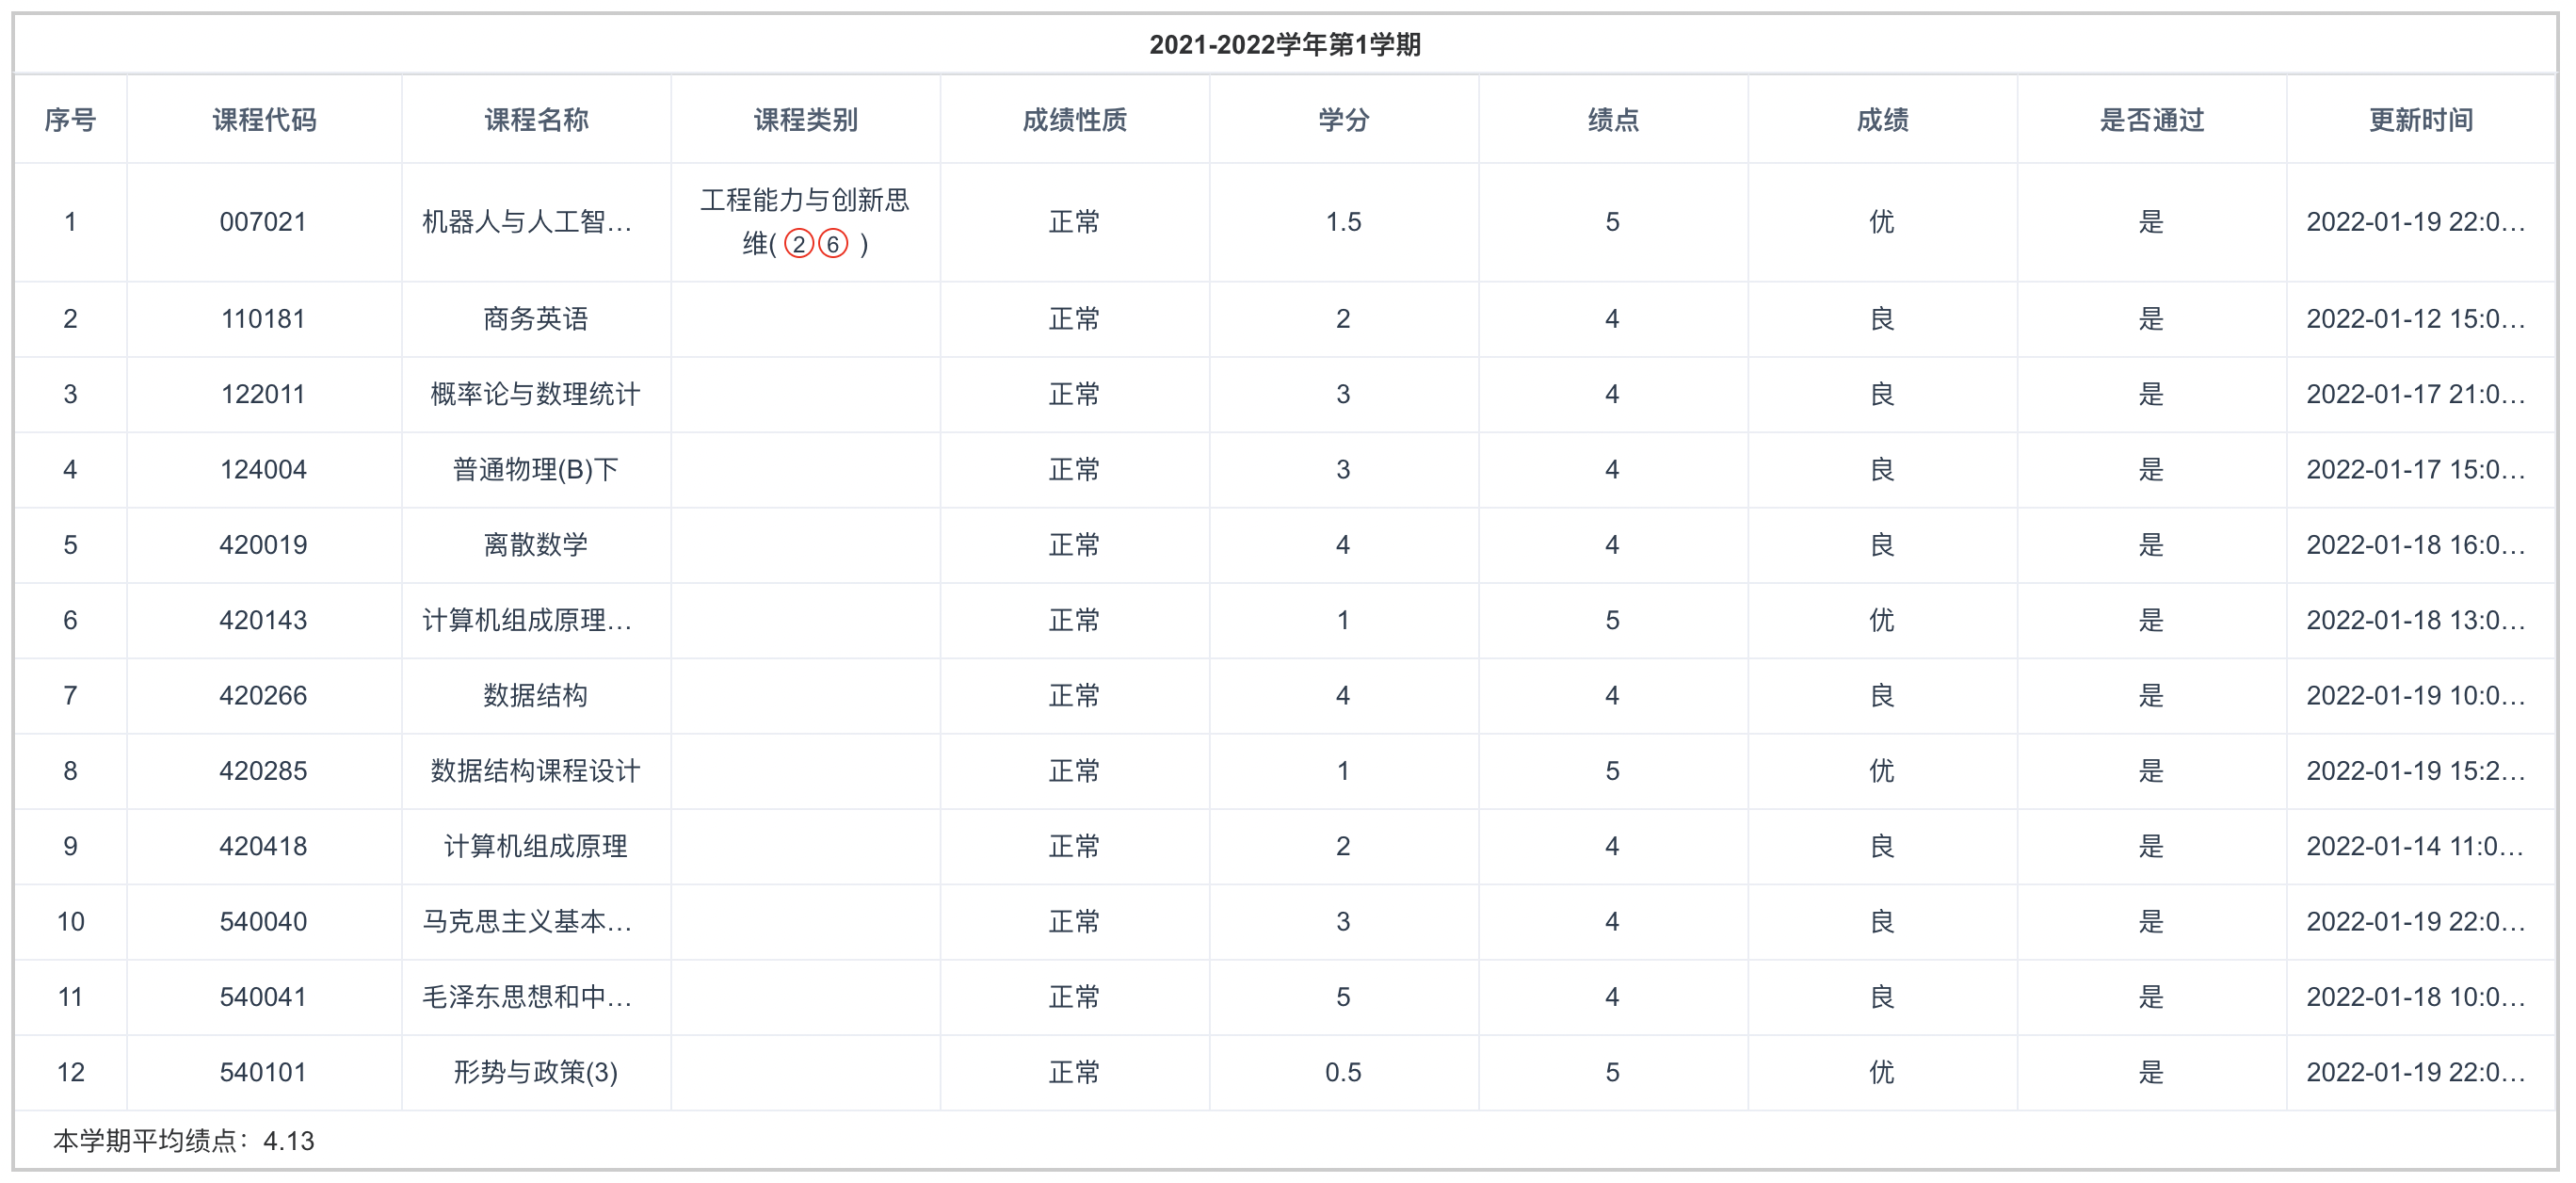 2021-2022学年第1学期
序号 课程代码 课程名称 课程类别 成绩性质 学分 绩点 成绩 是否通过 更新时间
1 007021 机器人与人工智... 工程能力与创新思
维( ②⑥ ) 正常 1.5 5 优 是 2022-01-19 22:0...
2 110181 商务英语 正常 2 4 良 是 2022-01-12 15:0...
3 122011 概率论与数理统计 正常 3 4 良 是 2022-01-17 21:0...
4 124004 普通物理(B)下 正常 3 4 良 是 2022-01-17 15:0...
5 420019 离散数学 正常 4 4 良 是 2022-01-18 16:0...
6 420143 计算机组成原理... 正常 1 5 优 是 2022-01-18 13:0...
7 420266 数据结构 正常 4 4 良 是 2022-01-19 10:0...
8 420285 数据结构课程设计 正常 1 5 优 是 2022-01-19 15:2...
9 420418 计算机组成原理 正常 2 4 良 是 2022-01-14 11:0...
10 540040 马克思主义基本... 正常 3 4 良 是 2022-01-19 22:0...
11 540041 毛泽东思想和中... 正常 5 4 良 是 2022-01-18 10:0...
12 540101 形势与政策(3) 正常 0.5 5 优 是 2022-01-19 22:0...
本学期平均绩点：4.13